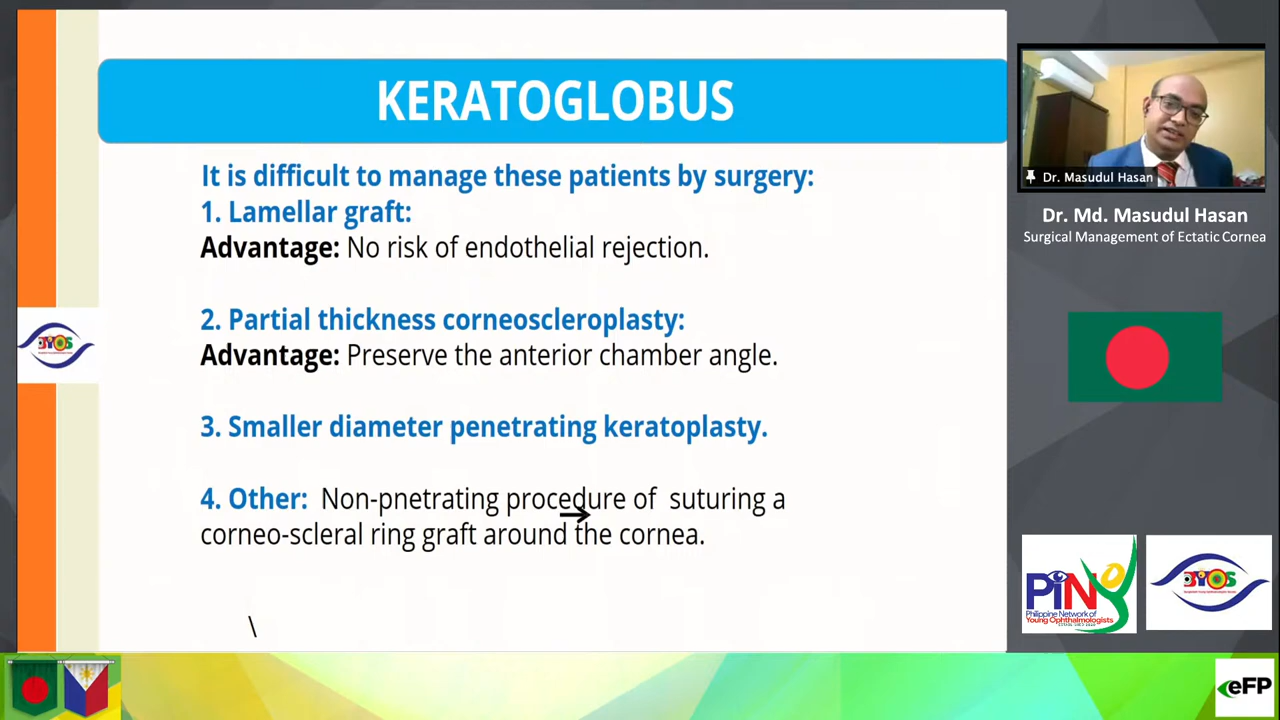 KERATOGLOBUS
It is difficult to manage these patients by surgery:
1. Lamellar graft:
Advantage: No risk of endothelial rejection.
2. Partial thickness corneoscleroplasty:
Advantage: Preserve the anterior chamber angle.
3. Smaller diameter penetrating keratoplasty.
4. Other: Non-pnetrating procedure of suturing a
corneo-scleral ring graft around the cornea.
\
Dr. Masudul Hasan
Dr. Md. Masudul Hasan
Surgical Management of Ectatic Cornea
BYOS
PiNY
Philippine Network of
Young Ophthalmologists
BYOS
eFP